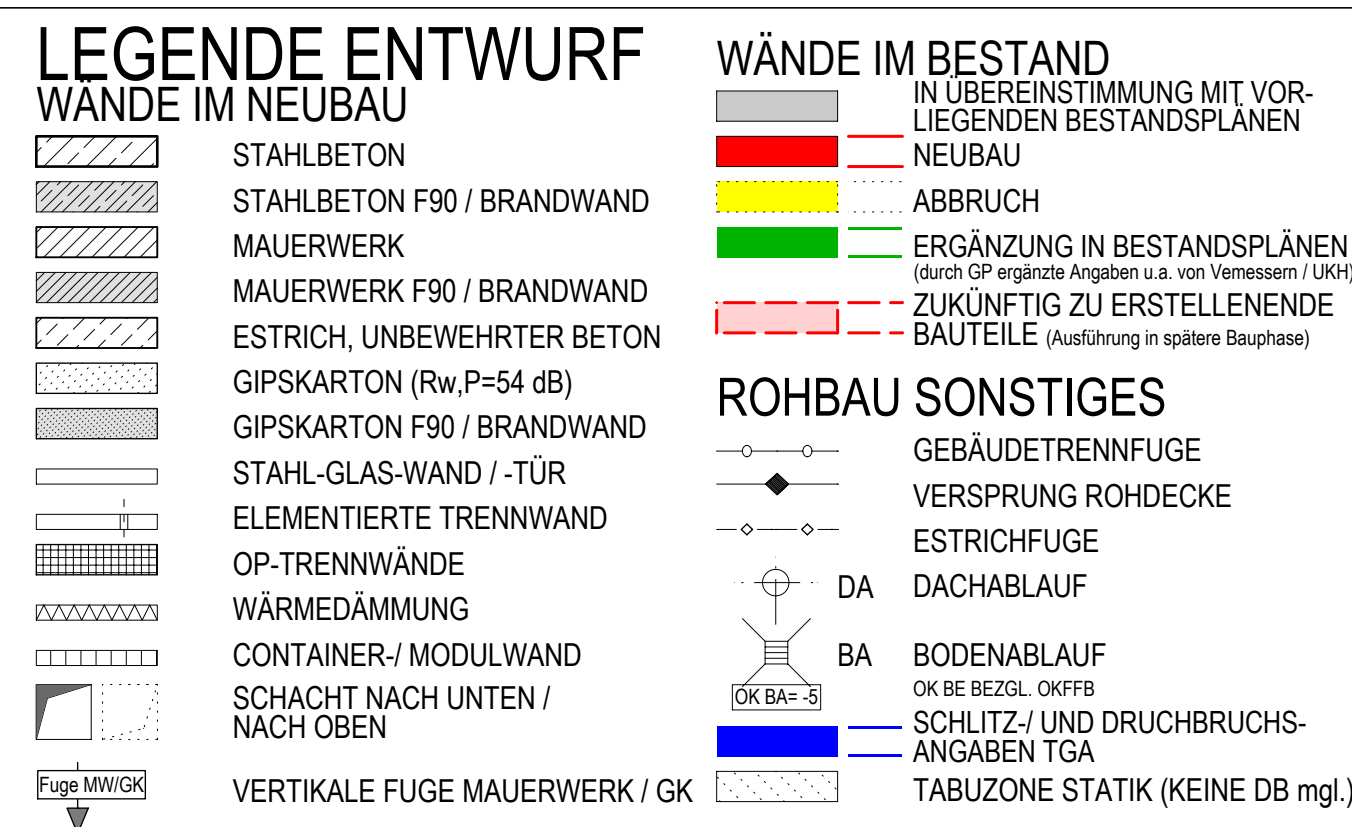 LEGENDE ENTWURF
WÄNDE IM NEUBAU
STAHLBETON
STAHLBETON F90 / BRANDWAND
MAUERWERK
MAUERWERK F90 / BRANDWAND
ESTRICH, UNBEWEHRTER BETON
GIPSKARTON (Rw,P=54 dB)
GIPSKARTON F90 / BRANDWAND
STAHL-GLAS-WAND / -TÜR
ELEMENTIERTE TRENNWAND
OP-TRENNWÄNDE
WÄRMEDÄMMUNG
CONTAINER-/ MODULWAND
SCHACHT NACH UNTEN /
NACH OBEN
Fuge MW/GK
VERTIKALE FUGE MAUERWERK / GK
WÄNDE IM BESTAND
IN ÜBEREINSTIMMUNG MIT VOR-
LIEGENDEN BESTANDSPLÄNEN
NEUBAU
ABBRUCH
ERGÄNZUNG IN BESTANDSPLÄNEN
(durch GP ergänzte Angaben u.a. von Vemessern / UKH)
ZUKÜNFTIG ZU ERSTELLENENDE
BAUTEILE (Ausführung in spätere Bauphase)
ROHBAU SONSTIGES
GEBÄUDETRENNFUGE
VERSPRUNG ROHDECKE
ESTRICHFUGE
DA DACHABLAUF
BA BODENABLAUF
OK BA= -5
OK BE BEZGL. OKFFB
SCHLITZ-/ UND DRUCHBRUCHS-
ANGABEN TGA
TABUZONE STATIK (KEINE DB mgl.)